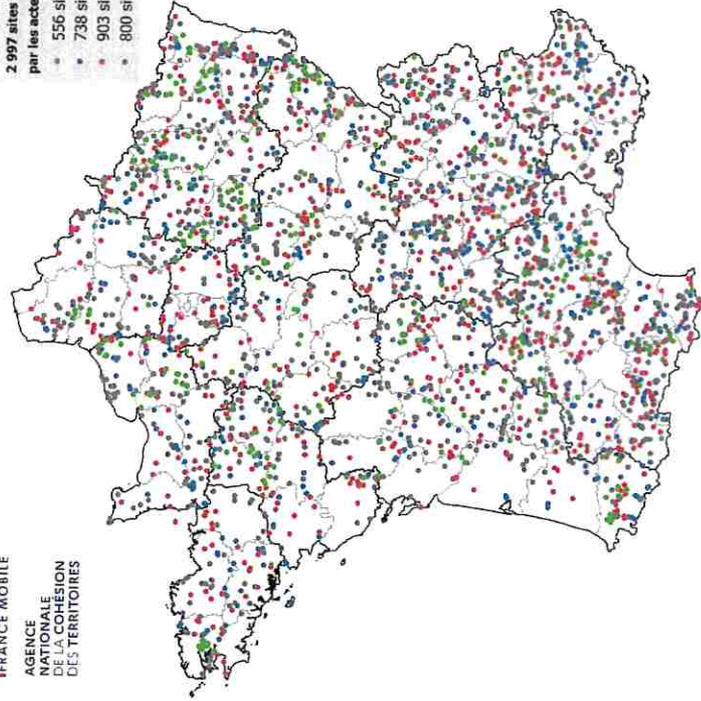 FRANCE MOBILE
AGENCE
NATIONALE
DE LA COHÉSION
DES TERRITOIRES
2 997 sites
par les acte
556 si
738 si
903 si
800 si